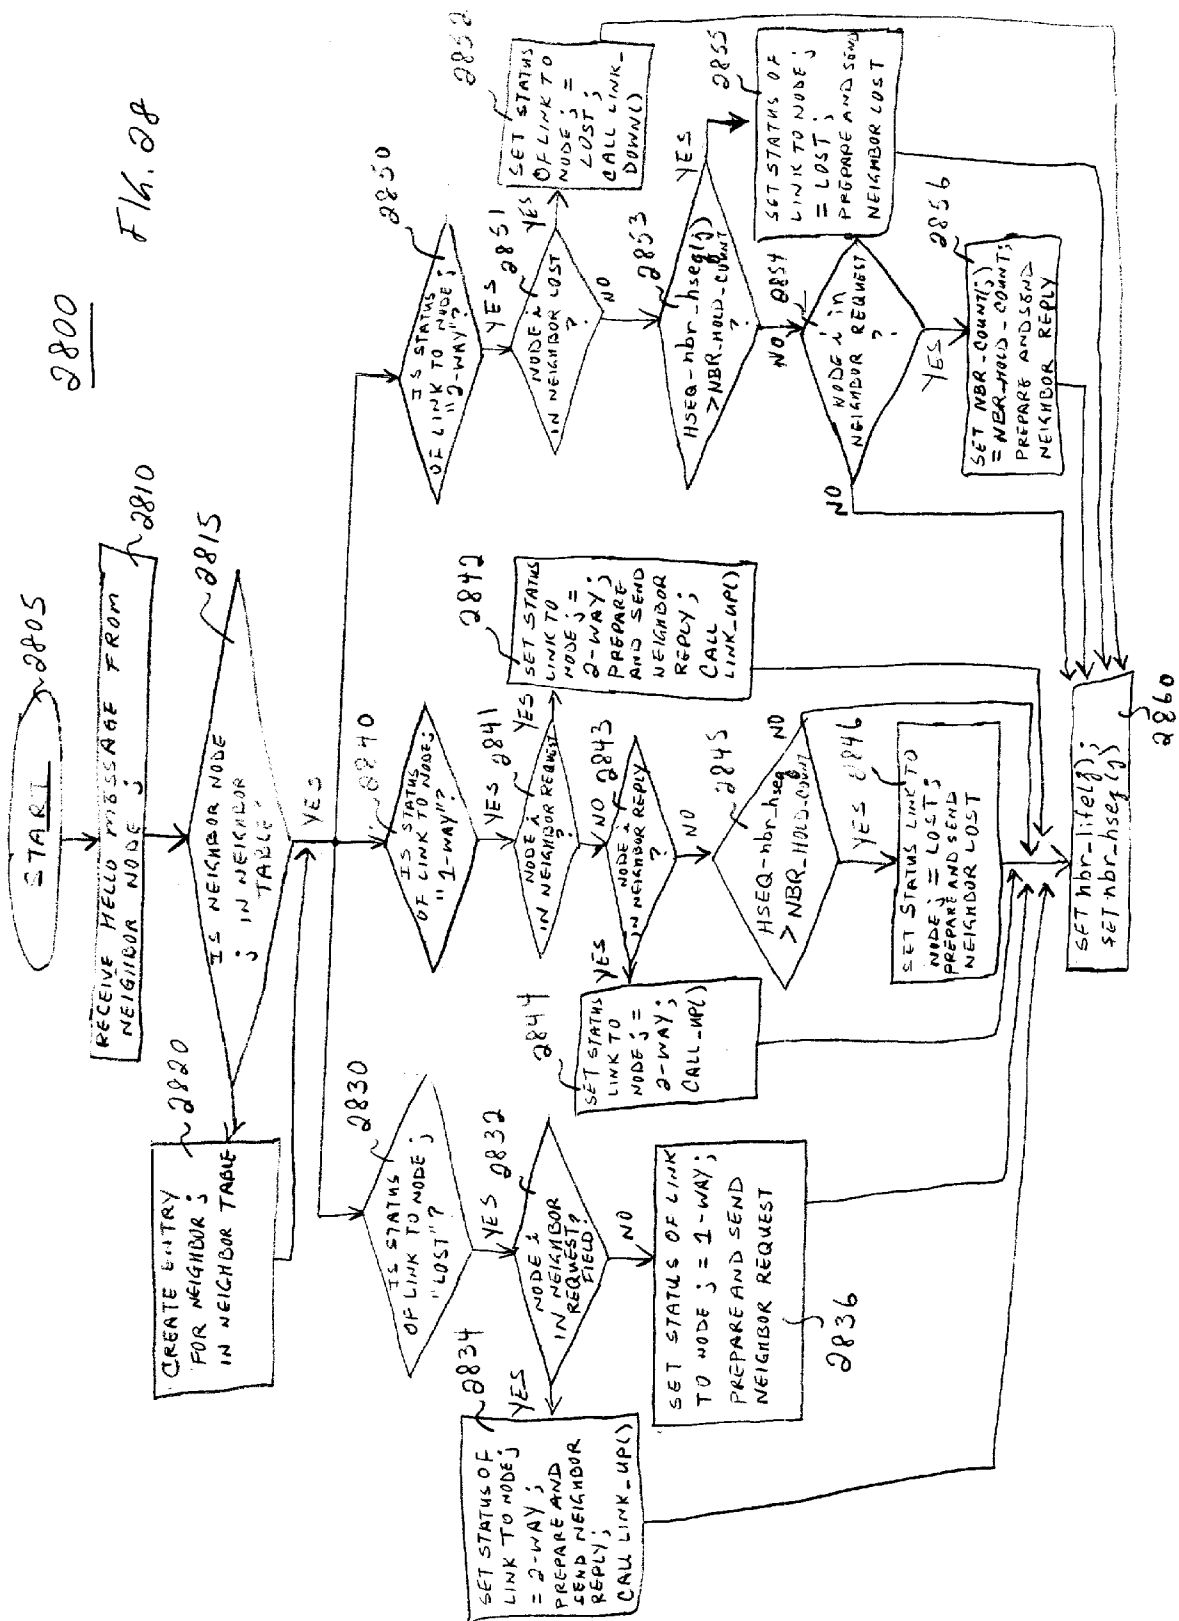 2800
FIG. 28
START
2805
RECEIVE HELLO MESSAGE FROM
NEIGHBOR NODE j
2810
IS NEIGHBOR NODE
j IN NEIGHBOR
TABLE
2815
YES
CREATE ENTRY
FOR NEIGHBOR j
IN NEIGHBOR TABLE
2820
IS STATUS
OF LINK TO NODE j
"LOST"?
2830
YES
NODE i
IN NEIGHBOR
REQUEST?
FIELD?
2832
YES
SET STATUS OF
LINK TO NODE j
= 2-WAY;
PREPARE AND
SEND NEIGHBOR
REPLY;
CALL LINK_UP()
2834
NO
SET STATUS OF LINK
TO NODE j = 1-WAY;
PREPARE AND SEND
NEIGHBOR REQUEST
2836
IS STATUS
OF LINK TO NODE j
"1-WAY"?
2840
YES
NODE i
IN NEIGHBOR REQUEST
?
2841
YES
SET STATUS
LINK TO
NODE j =
2-WAY;
PREPARE
AND SEND
NEIGHBOR
REPLY;
CALL
LINK_UP()
2842
NO
NODE i
IN NEIGHBOR REPLY
?
2843
YES
SET STATUS
LINK TO
NODE j =
2-WAY;
CALL_UP()
2844
NO
HSEQ-nbr_hseq
>NBR_HOLD_COUNT
2845
NO
YES
SET STATUS LINK TO
NODE j = LOST;
PREPARE AND SEND
NEIGHBOR LOST
2846
IS STATUS
OF LINK TO NODE j
"2-WAY"?
2850
YES
NODE i
IN NEIGHBOR LOST
?
2851
YES
SET STATUS
OF LINK TO
NODE j =
LOST;
CALL LINK_
DOWN()
2852
NO
HSEQ-nbr_hseq(j)
>NBR_HOLD_COUNT
?
2853
YES
SET STATUS OF
LINK TO NODE j
= LOST;
PREPARE AND SEND
NEIGHBOR LOST
2855
NO
NODE i in
NEIGHBOR REQUEST
?
2854
NO
YES
SET NBR-COUNT(j)
= NBR_HOLD-COUNT;
PREPARE AND SEND
NEIGHBOR REPLY
2856
SET nbr_life(j);
SET nbr_hseq(j)
2860